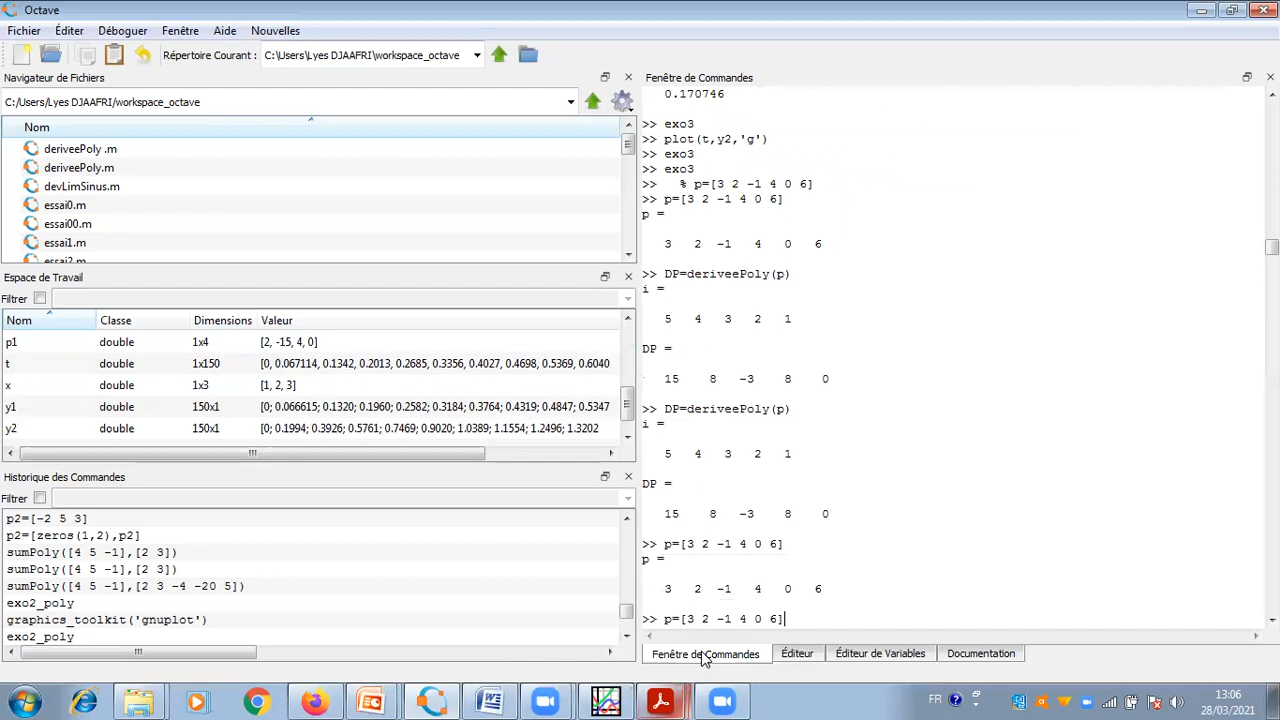 Octave
Fichier Éditer Déboguer Fenêtre Aide Nouvelles
Répertoire Courant : C:\Users\Lyes DJAAFRI\workspace_octave
Navigateur de Fichiers
C:/Users/Lyes DJAAFRI/workspace_octave
Nom
deriveePoly .m
deriveePoly.m
devLimSinus.m
essai0.m
essai00.m
essai1.m
essai2.m
Espace de Travail
Filtrer
Nom Classe Dimensions Valeur
p1 double 1x4 [2, -15, 4, 0]
t double 1x150 [0, 0.067114, 0.1342, 0.2013, 0.2685, 0.3356, 0.4027, 0.4698, 0.5369, 0.6040
x double 1x3 [1, 2, 3]
y1 double 150x1 [0; 0.066615; 0.1320; 0.1960; 0.2582; 0.3184; 0.3764; 0.4319; 0.4847; 0.5347
y2 double 150x1 [0; 0.1994; 0.3926; 0.5761; 0.7469; 0.9020; 1.0389; 1.1554; 1.2496; 1.3202
Historique des Commandes
Filtrer
p2=[-2 5 3]
p2=[zeros(1,2),p2]
sumPoly([4 5 -1],[2 3])
sumPoly([4 5 -1],[2 3])
sumPoly([4 5 -1],[2 3 -4 -20 5])
exo2_poly
graphics_toolkit('gnuplot')
exo2_poly
Fenêtre de Commandes
0.170746
>> exo3
>> plot(t,y2,'g')
>> exo3
>> exo3
>> % p=[3 2 -1 4 0 6]
>> p=[3 2 -1 4 0 6]
p =
3 2 -1 4 0 6
>> DP=deriveePoly(p)
i =
5 4 3 2 1
DP =
15 8 -3 8 0
>> DP=deriveePoly(p)
i =
5 4 3 2 1
DP =
15 8 -3 8 0
>> p=[3 2 -1 4 0 6]
p =
3 2 -1 4 0 6
>> p=[3 2 -1 4 0 6]
Fenêtre de Commandes Éditeur Éditeur de Variables Documentation
FR
13:06
28/03/2021